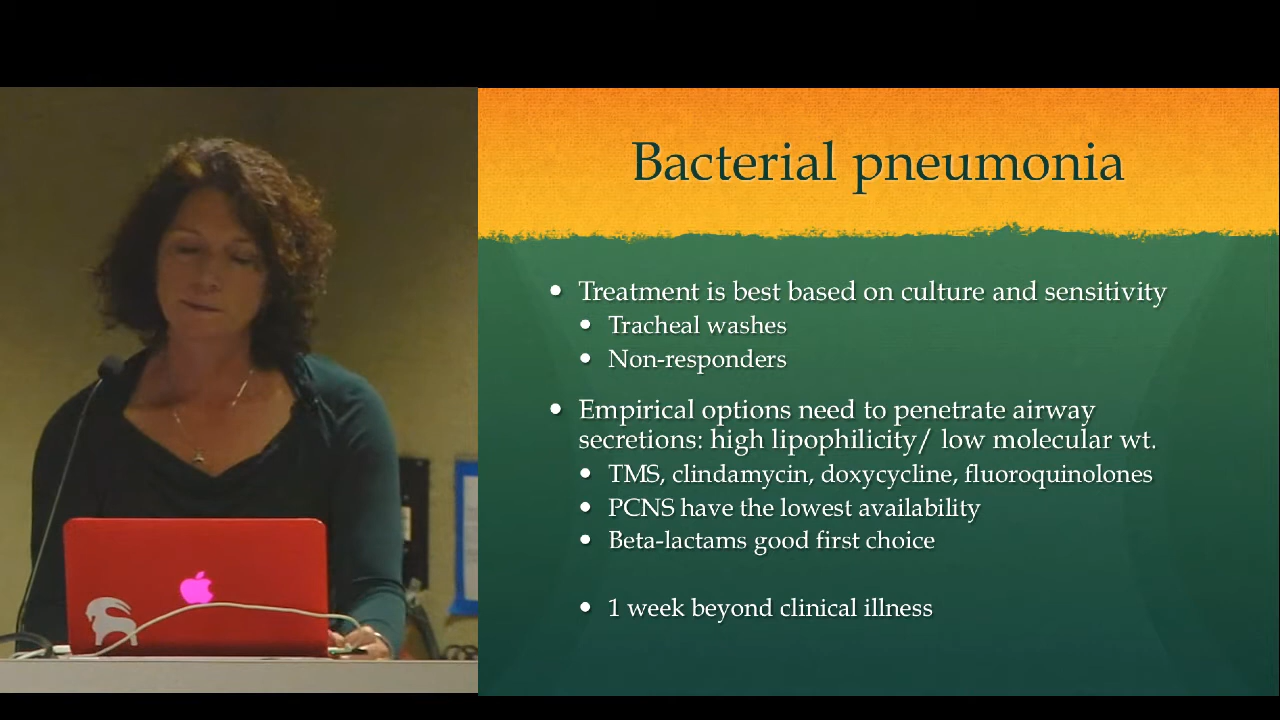 Bacterial pneumonia
• Treatment is best based on culture and sensitivity
• Tracheal washes
• Non-responders
• Empirical options need to penetrate airway
secretions: high lipophilicity/ low molecular wt.
• TMS, clindamycin, doxycycline, fluoroquinolones
• PCNS have the lowest availability
• Beta-lactams good first choice
• 1 week beyond clinical illness